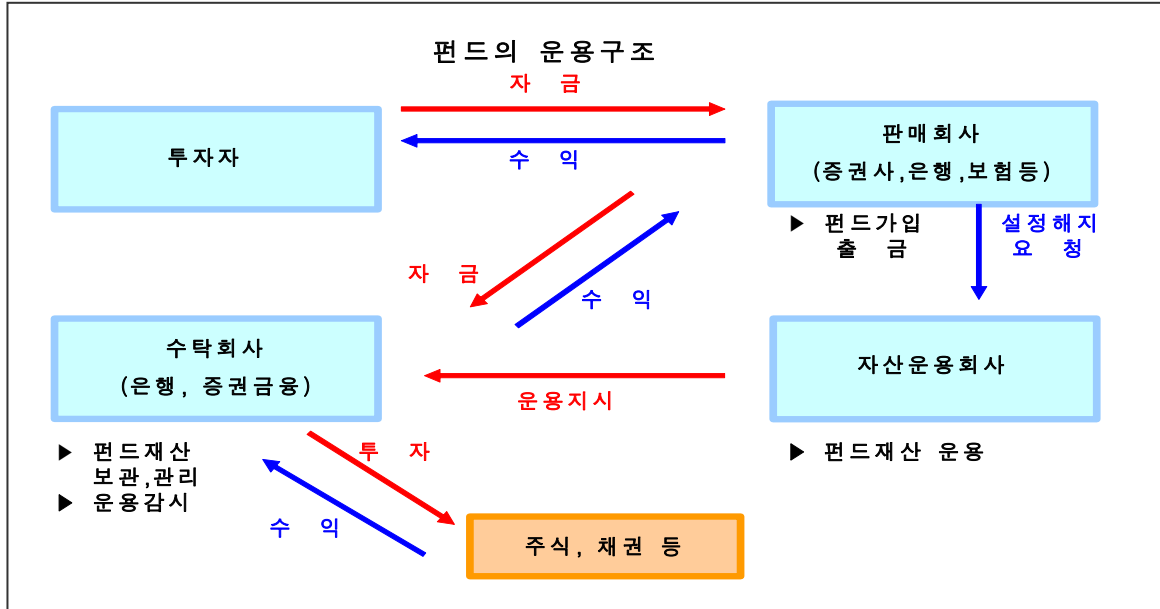 펀드의 운용구조
자 금
투자자
수 익
판매회사
(증권사,은행,보험등)
▶ 펀드가입
출 금
설정해지
요 청
자 금
수 익
수탁회사
(은행, 증권금융)
자산운용회사
운용지시
▶ 펀드재산
보관,관리
▶ 운용감시
투 자
▶ 펀드재산 운용
수 익
주식, 채권 등